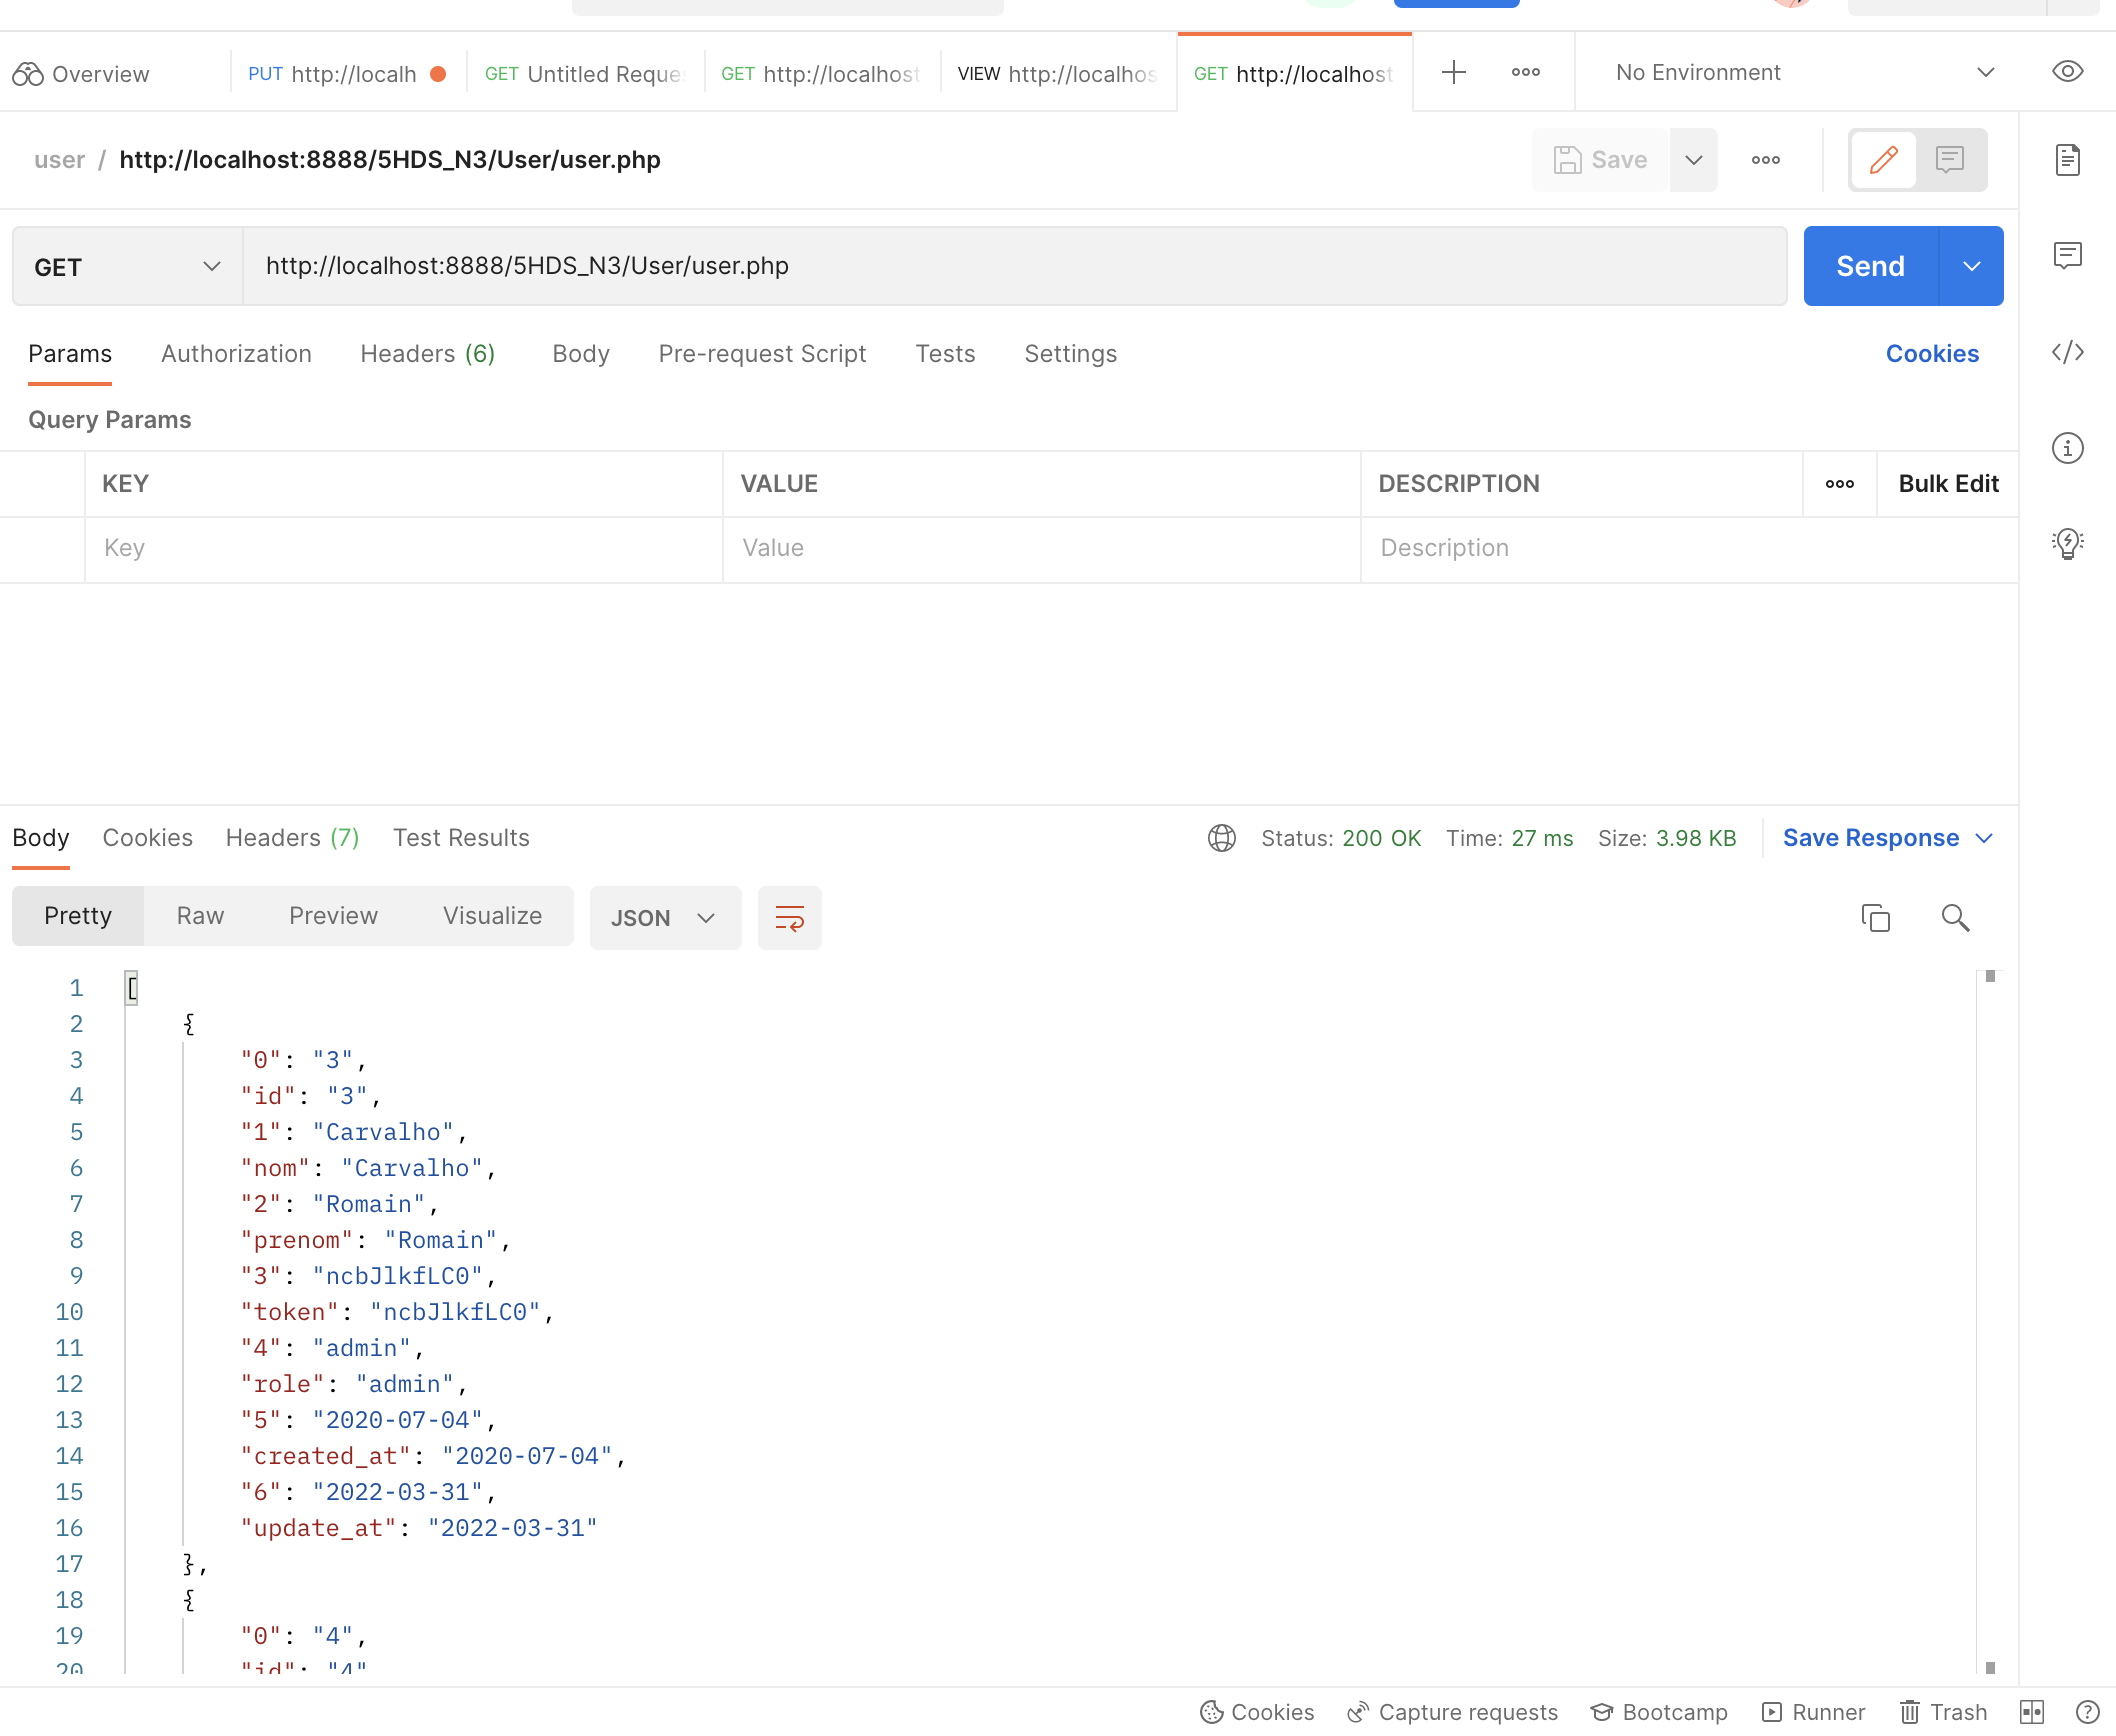 Overview
PUT http://localh
GET Untitled Reque
GET http://localhost
VIEW http://localhos
GET http://localhost
No Environment
user / http://localhost:8888/5HDS_N3/User/user.php
Save
GET
http://localhost:8888/5HDS_N3/User/user.php
Send
Params Authorization Headers (6) Body Pre-request Script Tests Settings
Cookies
Query Params
KEY VALUE DESCRIPTION Bulk Edit
Key Value Description
Body Cookies Headers (7) Test Results
Status: 200 OK Time: 27 ms Size: 3.98 KB Save Response
Pretty Raw Preview Visualize JSON
1 [
2 {
3 "0": "3",
4 "id": "3",
5 "1": "Carvalho",
6 "nom": "Carvalho",
7 "2": "Romain",
8 "prenom": "Romain",
9 "3": "ncbJlkfLC0",
10 "token": "ncbJlkfLC0",
11 "4": "admin",
12 "role": "admin",
13 "5": "2020-07-04",
14 "created_at": "2020-07-04",
15 "6": "2022-03-31",
16 "update_at": "2022-03-31"
17 },
18 {
19 "0": "4",
20 "id": "4"
Cookies Capture requests Bootcamp Runner Trash